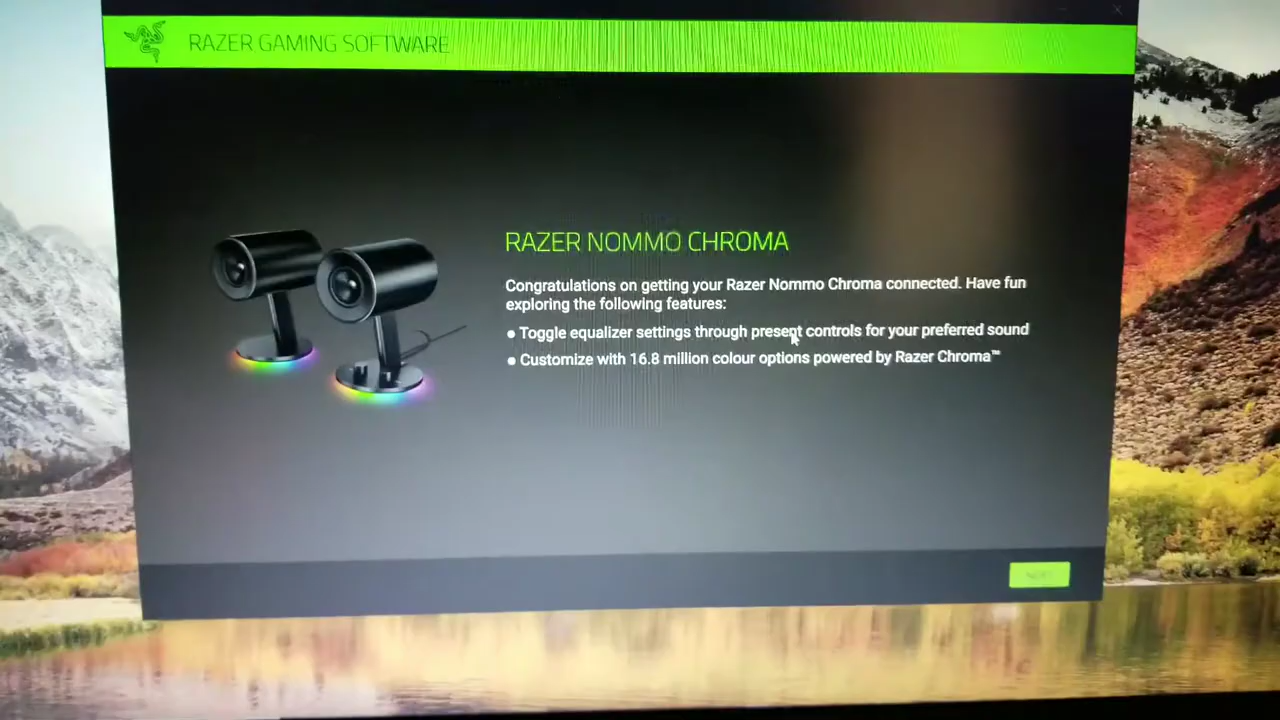 RAZER GAMING SOFTWARE
RAZER NOMMO CHROMA
Congratulations on getting your Razer Nommo Chroma connected. Have fun
exploring the following features:
● Toggle equalizer settings through present controls for your preferred sound
● Customize with 16.8 million colour options powered by Razer Chroma™
NEXT